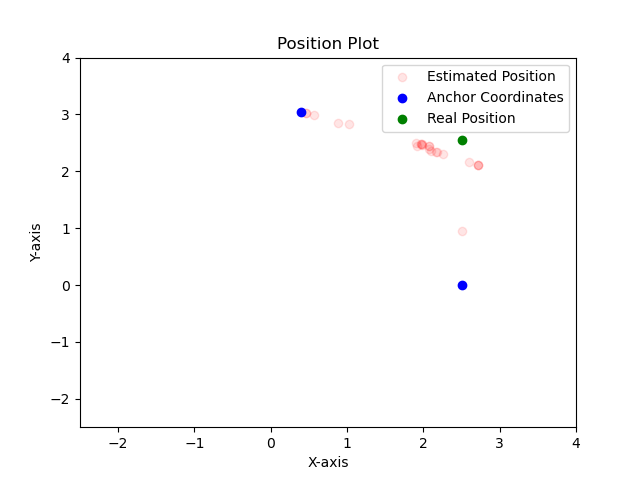 Position Plot
Estimated Position
Anchor Coordinates
Real Position
Y-axis
4
3
2
1
0
−1
−2
−2 −1 0 1 2 3 4
X-axis